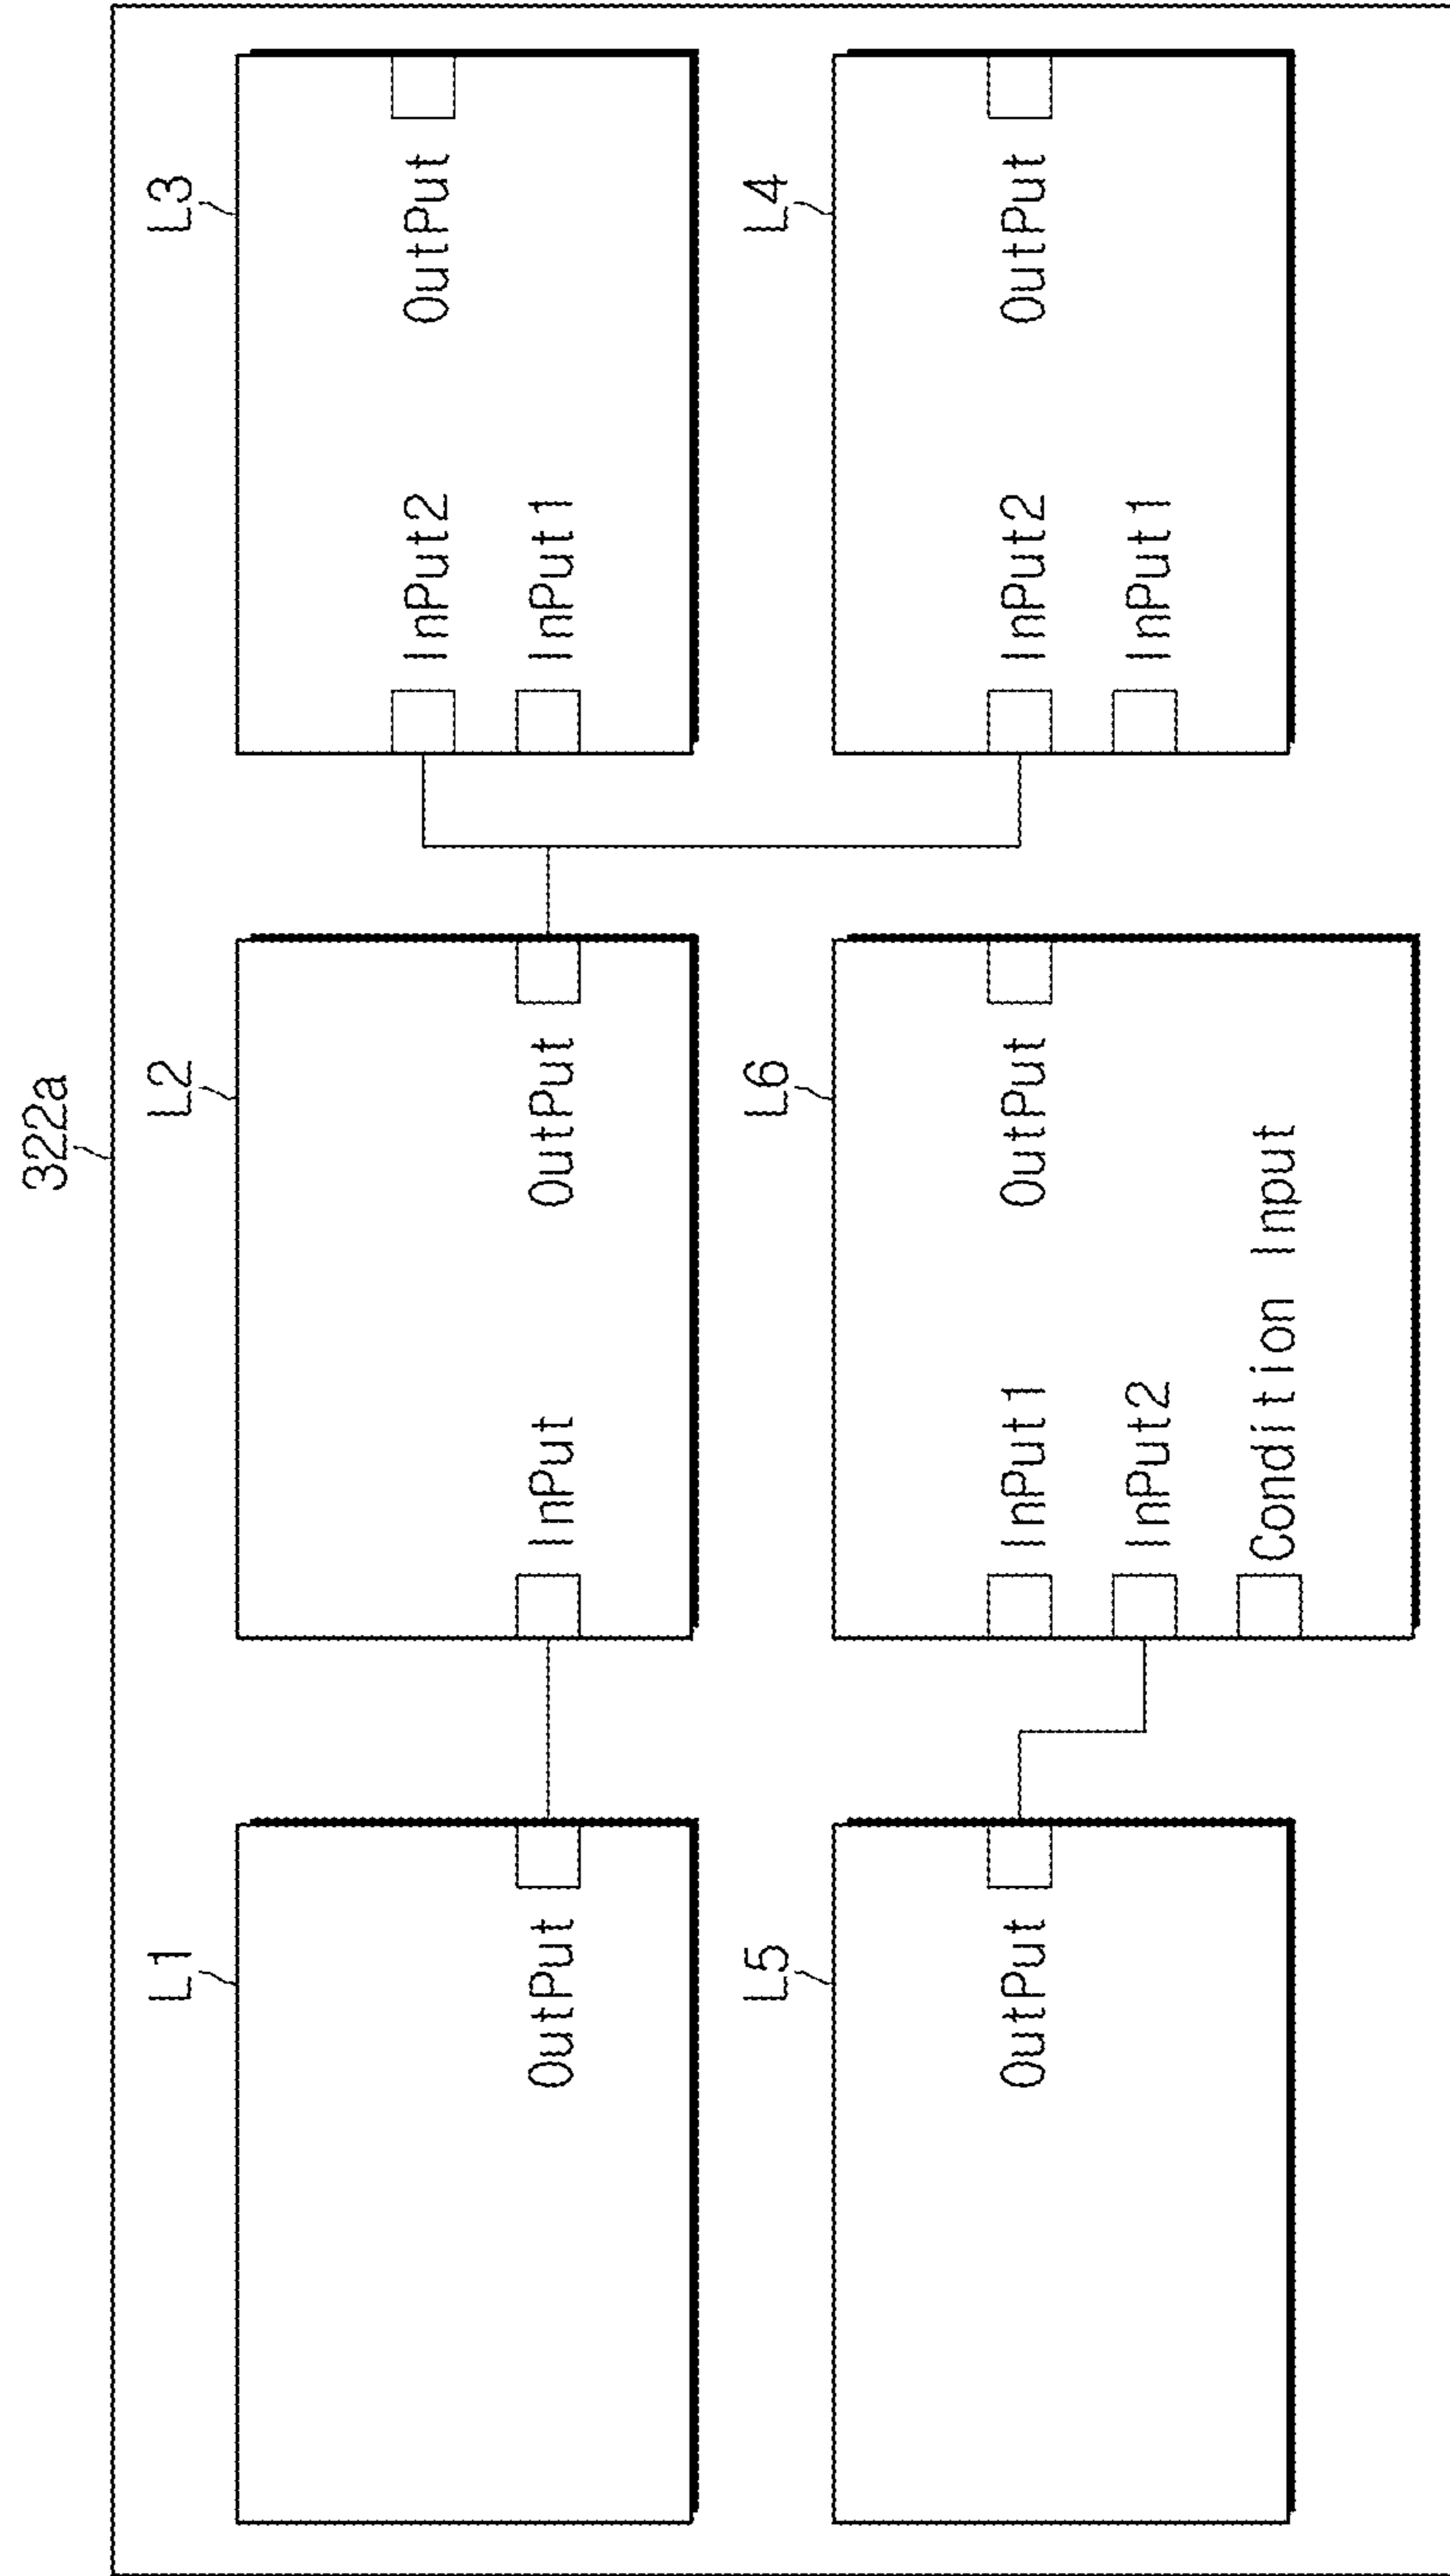 322a
L1
OutPut
L2
InPut OutPut
L3
InPut2 OutPut
InPut1
L5
OutPut
L6
InPut1 OutPut
InPut2
Condition Input
L4
InPut2 OutPut
InPut1